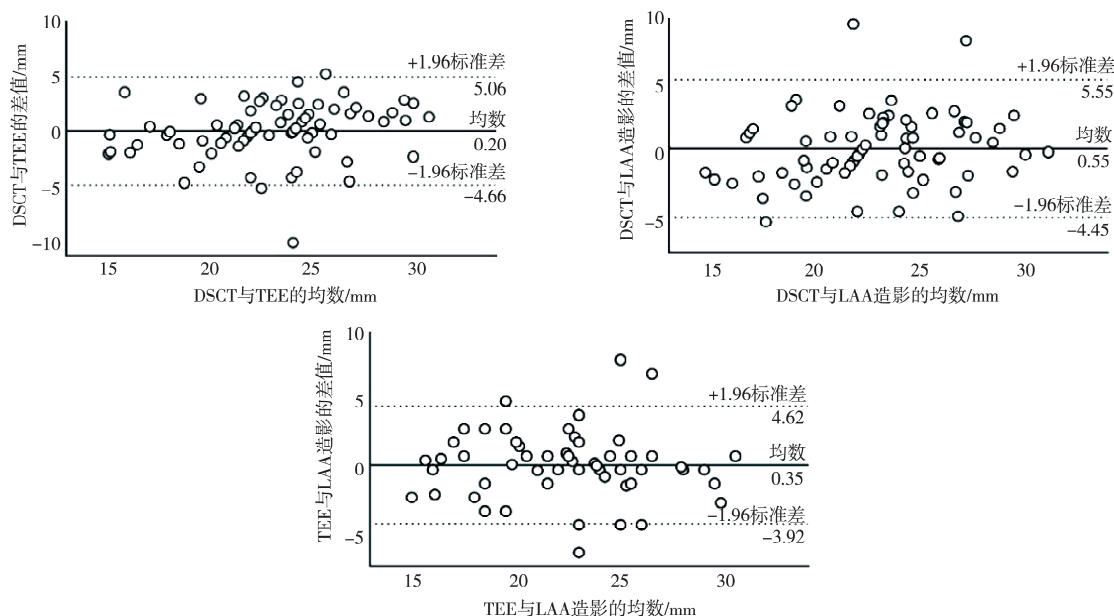 10
5
0
−5
−10
DSCT与TEE的差值/mm
+1.96标准差
5.06
均数
0.20
−1.96标准差
−4.66
15
20
25
30
DSCT与TEE的均数/mm
10
5
0
−5
DSCT与LAA造影的差值/mm
+1.96标准差
5.55
均数
0.55
−1.96标准差
−4.45
15
20
25
30
DSCT与LAA造影的均数/mm
10
5
0
−5
TEE与LAA造影的差值/mm
+1.96标准差
4.62
均数
0.35
−1.96标准差
−3.92
15
20
25
30
TEE与LAA造影的均数/mm